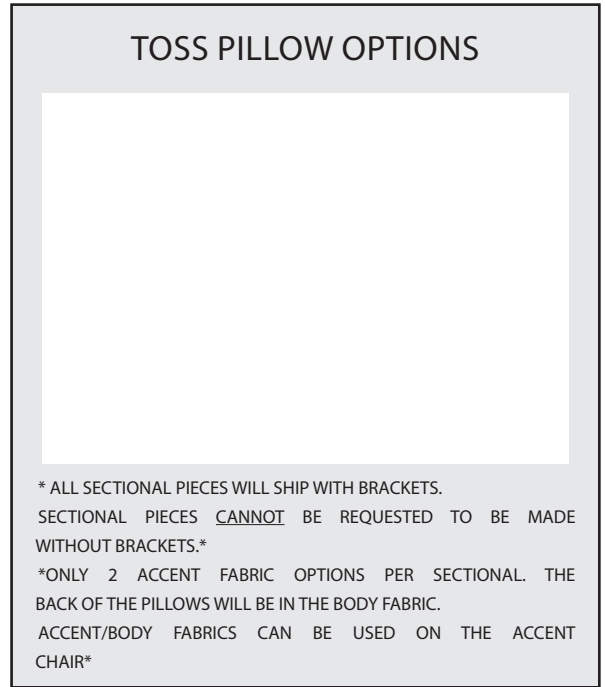 TOSS PILLOW OPTIONS
* ALL SECTIONAL PIECES WILL SHIP WITH BRACKETS.
SECTIONAL PIECES CANNOT BE REQUESTED TO BE MADE
WITHOUT BRACKETS.*
*ONLY 2 ACCENT FABRIC OPTIONS PER SECTIONAL. THE
BACK OF THE PILLOWS WILL BE IN THE BODY FABRIC.
ACCENT/BODY FABRICS CAN BE USED ON THE ACCENT
CHAIR*